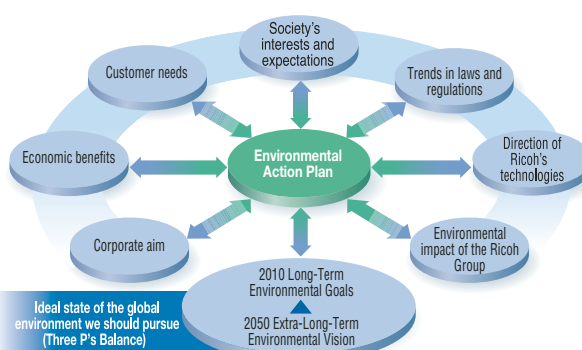 Society's
interests and
expectations
Customer needs
Trends in laws and
regulations
Economic benefits
Environmental
Action Plan
Direction of
Ricoh's
technologies
Corporate aim
Environmental
impact of the Ricoh
Group
2010 Long-Term
Environmental Goals
2050 Extra-Long-Term
Environmental Vision
Ideal state of the global
environment we should pursue
(Three P's Balance)